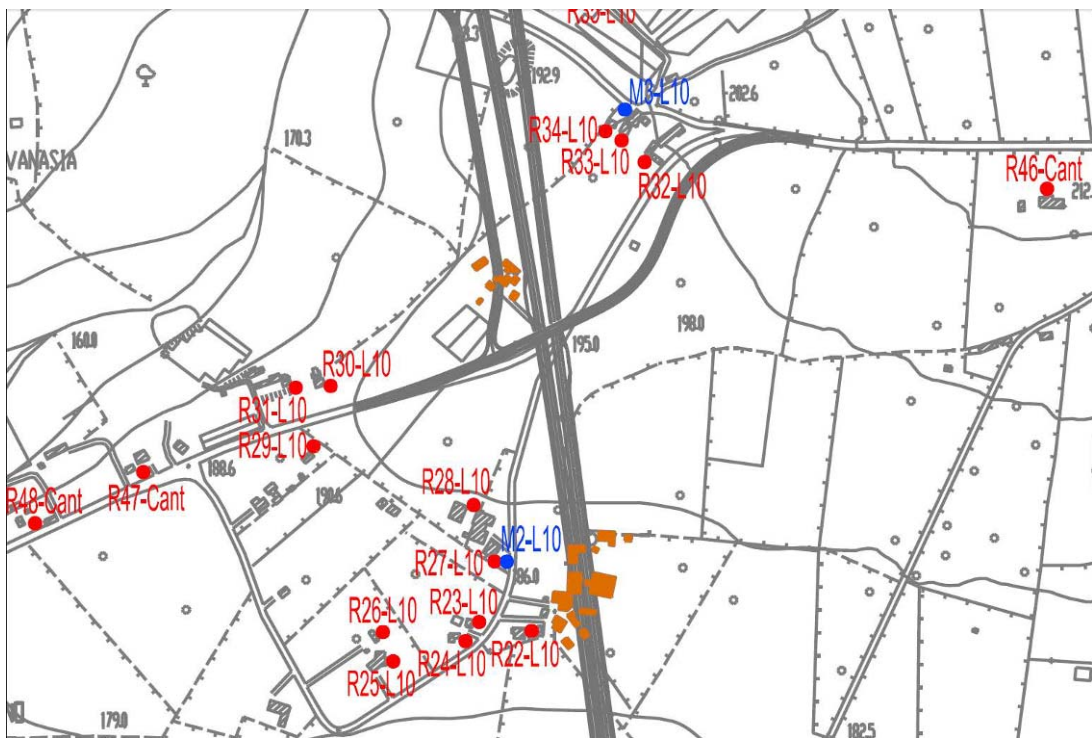 R35-L10
192.9
M3-L10
202.6
R34-L10
170.3
R33-L10
VANASIA
R32-L10
R46-Cant
212.
198.0
160.0
195.0
R30-L10
R31-L10
R29-L10
188.6
R47-Cant
R48-Cant
190.6
R28-L10
M2-L10
R27-L10
86.0
R23-L10
R26-L10
R22-L10
R24-L10
R25-L10
179.0
182.5